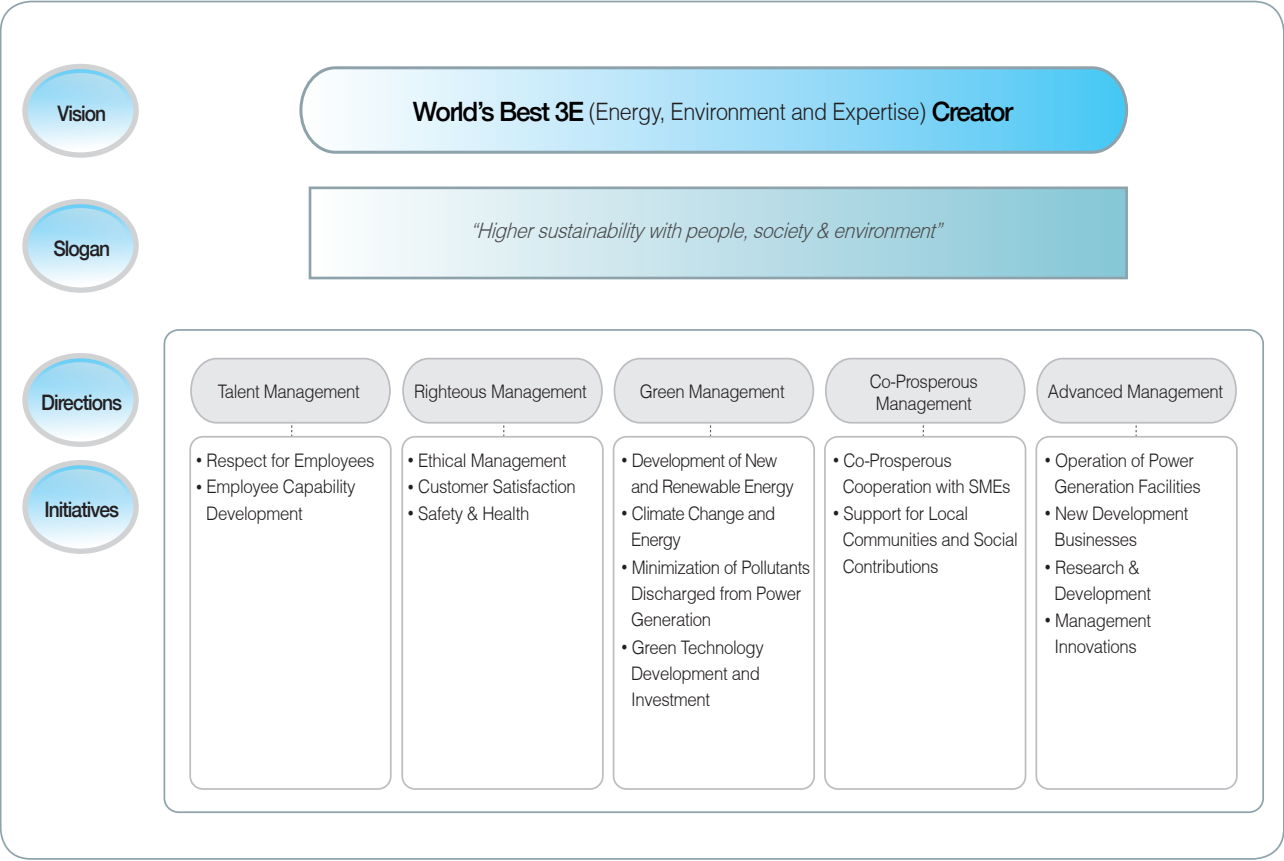 Vision
World's Best 3E (Energy, Environment and Expertise) Creator
Slogan
“Higher sustainability with people, society & environment”
Directions
Talent Management
Righteous Management
Green Management
Co-Prosperous
Management
Advanced Management
Initiatives
• Respect for Employees
• Employee Capability
Development
• Ethical Management
• Customer Satisfaction
• Safety & Health
• Development of New
and Renewable Energy
• Climate Change and
Energy
• Minimization of Pollutants
Discharged from Power
Generation
• Green Technology
Development and
Investment
• Co-Prosperous
Cooperation with SMEs
• Support for Local
Communities and Social
Contributions
• Operation of Power
Generation Facilities
• New Development
Businesses
• Research &
Development
• Management
Innovations